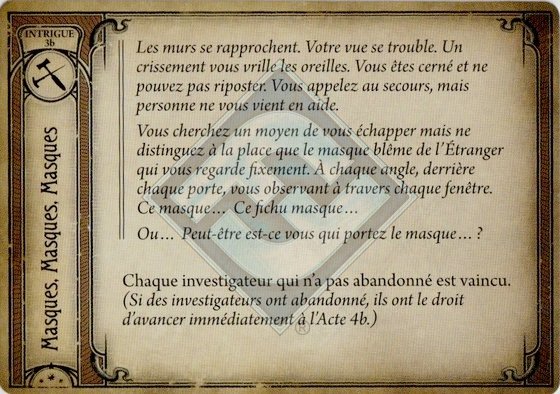 INTRIGUE
3b
Masques, Masques, Masques
Les murs se rapprochent. Votre vue se trouble. Un
crissement vous vrille les oreilles. Vous êtes cerné et ne
pouvez pas riposter. Vous appelez au secours, mais
personne ne vous vient en aide.
Vous cherchez un moyen de vous échapper mais ne
distinguez à la place que le masque blême de l'Étranger
qui vous regarde fixement. À chaque angle, derrière
chaque porte, vous observant à travers chaque fenêtre.
Ce masque… Ce fichu masque…
Ou… Peut-être est-ce vous qui portez le masque… ?
Chaque investigateur qui n'a pas abandonné est vaincu.
(Si des investigateurs ont abandonné, ils ont le droit
d'avancer immédiatement à l'Acte 4b.)
®